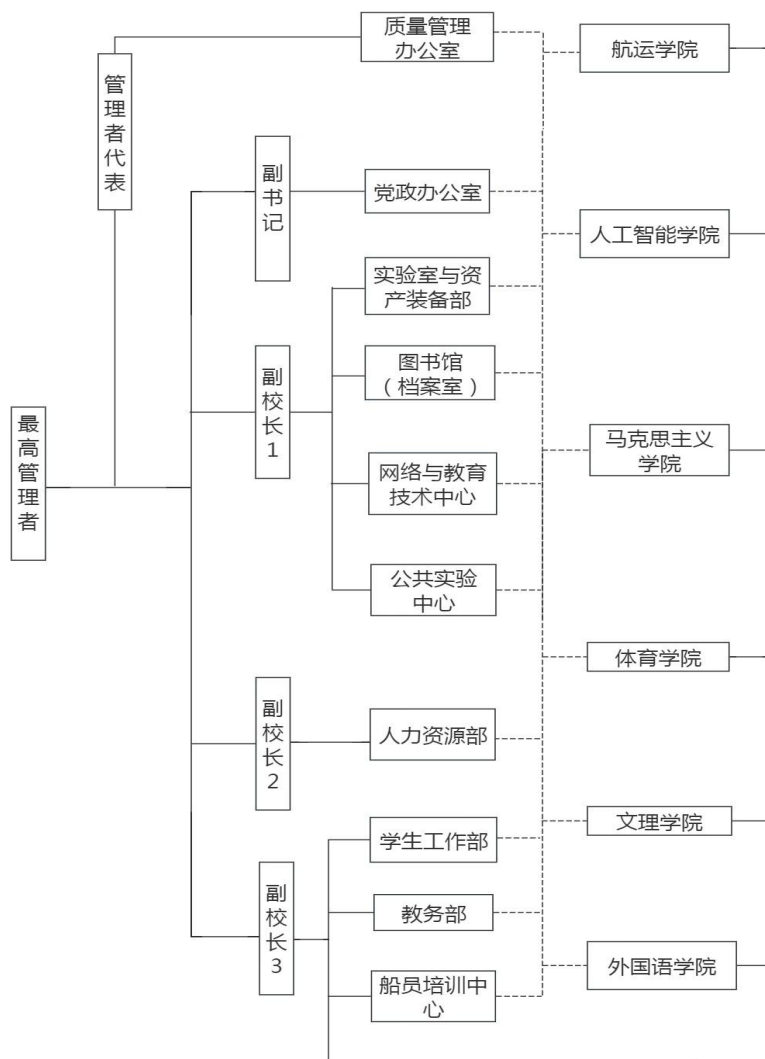 质量管理
办公室
航运学院
管理者代表
副书记
党政办公室
人工智能学院
实验室与资
产装备部
副校长1
图书馆
（档案室）
最高管理者
马克思主义
学院
网络与教育
技术中心
公共实验
中心
体育学院
副校长2
人力资源部
文理学院
学生工作部
副校长3
教务部
外国语学院
船员培训中
心